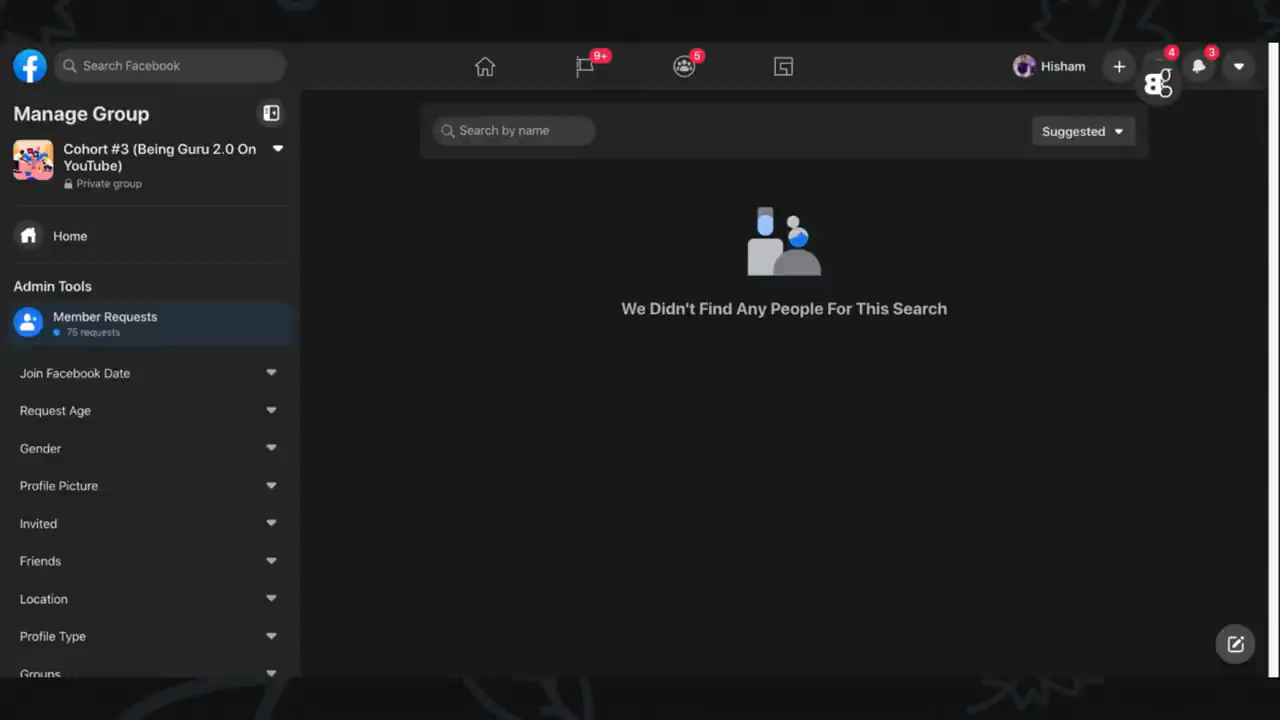 Search Facebook
9+
5
Hisham
4
3
Manage Group
Cohort #3 (Being Guru 2.0 On
YouTube)
Private group
Home
Admin Tools
Member Requests
75 requests
Join Facebook Date
Request Age
Gender
Profile Picture
Invited
Friends
Location
Profile Type
Groups
Search by name
Suggested
We Didn't Find Any People For This Search